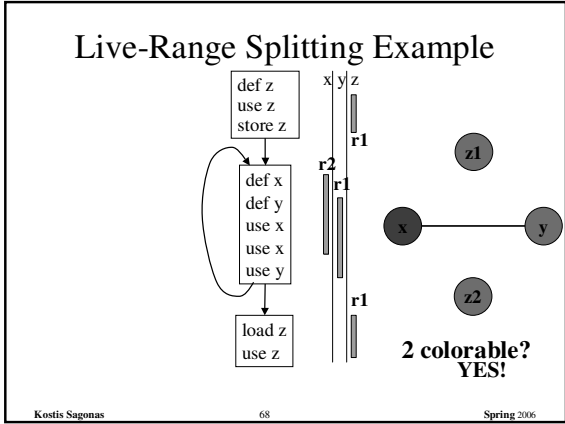 Live-Range Splitting Example
def z
use z
store z
x y z
r1
r2
r1
def x
def y
use x
use x
use y
r1
load z
use z
z1
x
y
z2
2 colorable?
YES!
Kostis Sagonas
68
Spring 2006